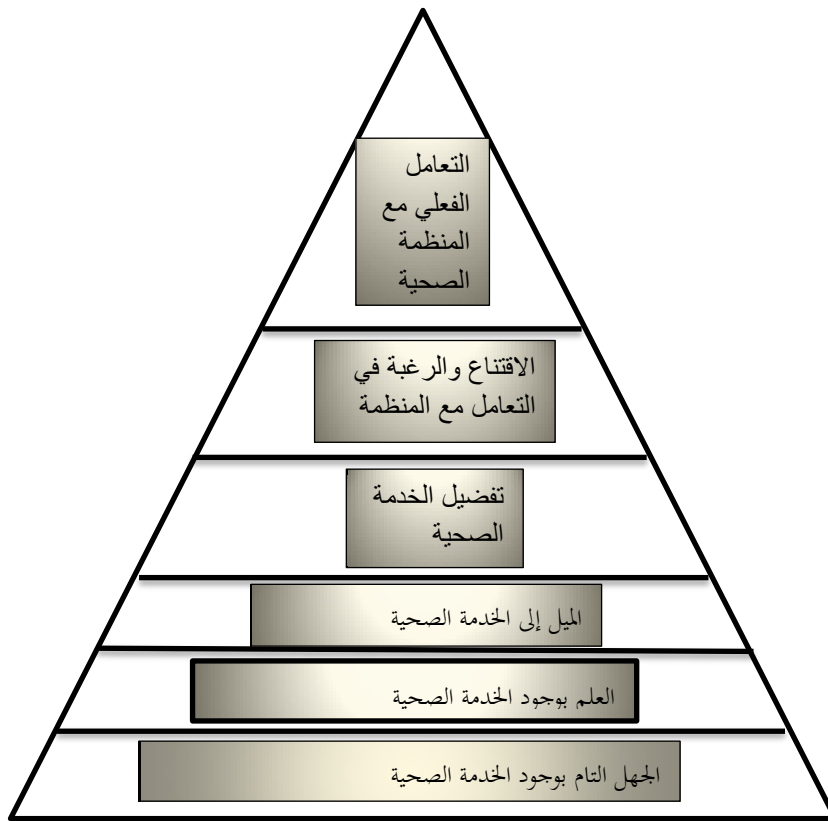 التعامل
الفعلي مع
المنظمة
الصحية
الاقتناع والرغبة في
التعامل مع المنظمة
تفضيل الخدمة
الصحية
الميل إلى الخدمة الصحية
العلم بوجود الخدمة الصحية
الجهل التام بوجود الخدمة الصحية